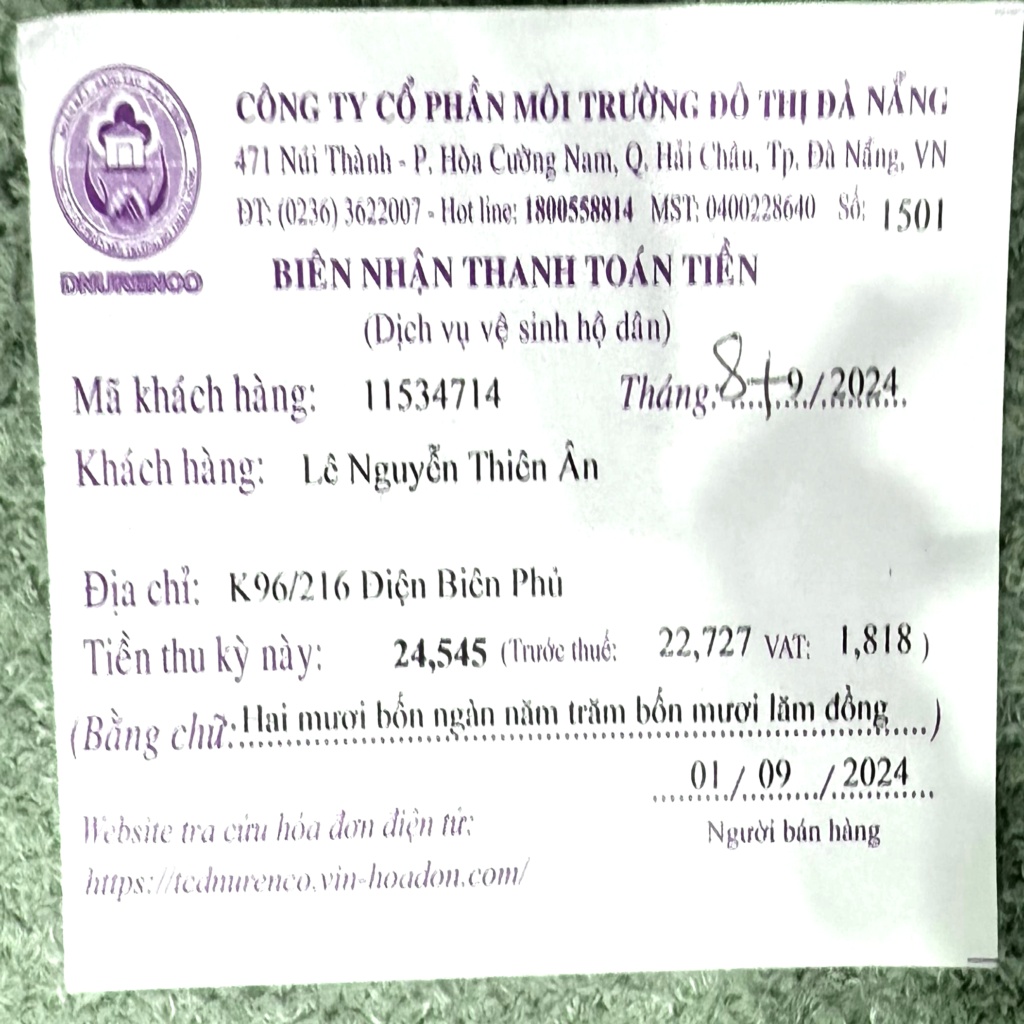 CÔNG TY CỔ PHẦN MÔI TRƯỜNG ĐÔ THỊ ĐÀ NẴNG
471 Núi Thành - P. Hòa Cường Nam, Q. Hải Châu, Tp. Đà Nẵng, VN
ĐT: (0236) 3622007 - Hot line: 1800558814 MST: 0400228640 Số: 1501
DNURENCO
BIÊN NHẬN THANH TOÁN TIỀN
(Dịch vụ vệ sinh hộ dân)
Mã khách hàng: 11534714 Tháng: 8+9/2024
Khách hàng: Lê Nguyễn Thiên Ân
Địa chỉ: K96/216 Điện Biên Phủ
Tiền thu kỳ này: 24,545 (Trước thuế: 22,727 VAT: 1,818 )
(Bằng chữ: Hai mươi bốn ngàn năm trăm bốn mươi lăm đồng )
01 / 09 / 2024
Người bán hàng
Website tra cứu hóa đơn điện tử:
https://tcdnurenco.vin-hoadon.com/